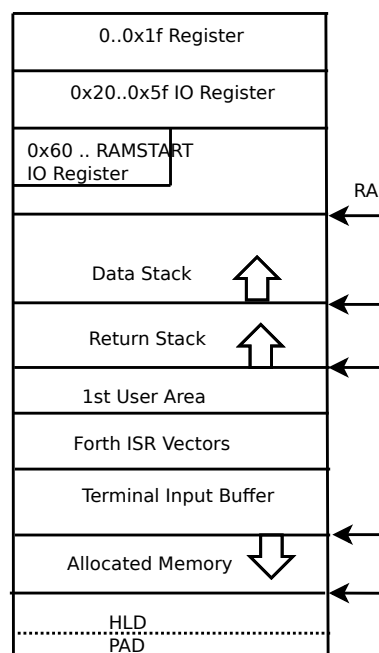 0..0x1f Register
0x20..0x5f IO Register
0x60 .. RAMSTART
IO Register
RA
Data Stack
Return Stack
1st User Area
Forth ISR Vectors
Terminal Input Buffer
Allocated Memory
HLD
PAD